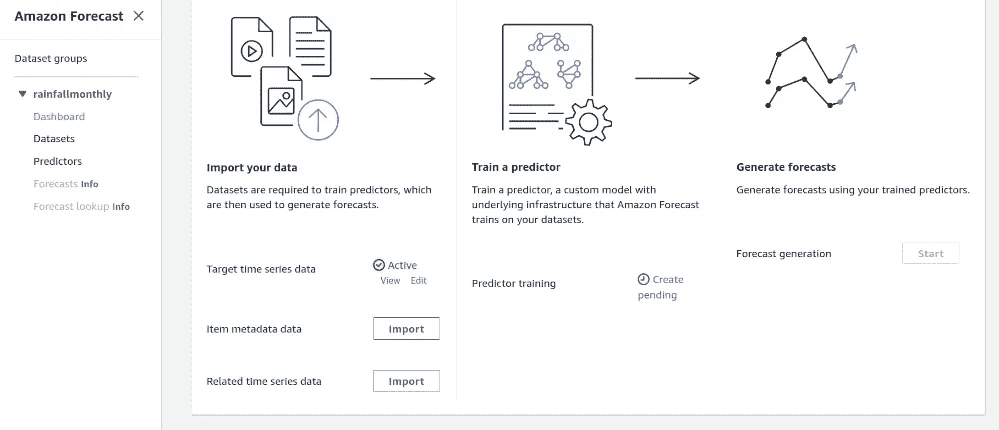 Amazon Forecast
Dataset groups
rainfallmonthly
Dashboard
Datasets
Predictors
Forecasts Info
Forecast lookup Info
Import your data
Datasets are required to train predictors, which
are then used to generate forecasts.
Target time series data
Active
View Edit
Item metadata data
Import
Related time series data
Import
Train a predictor
Train a predictor, a custom model with
underlying infrastructure that Amazon Forecast
trains on your datasets.
Predictor training
Create
pending
Generate forecasts
Generate forecasts using your trained predictors.
Forecast generation
Start